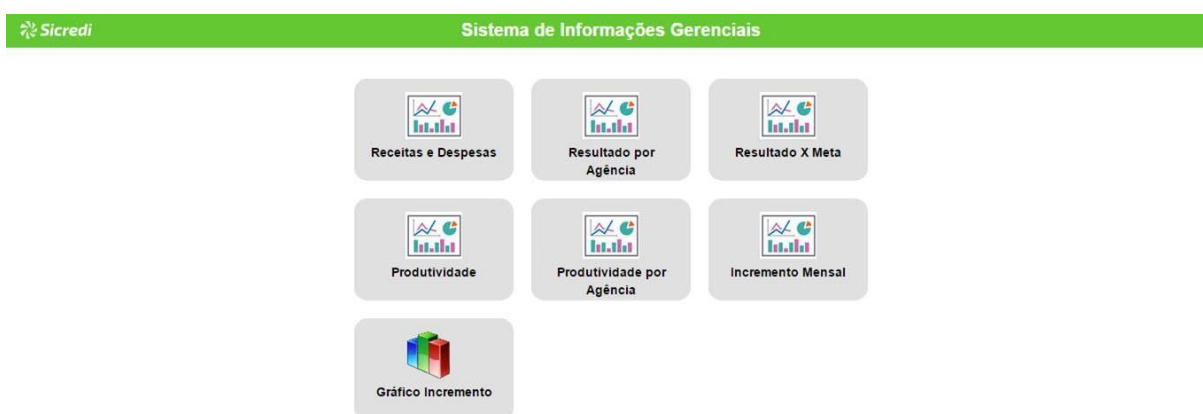 Sicredi
Sistema de Informações Gerenciais
Receitas e Despesas
Resultado por
Agência
Resultado X Meta
Produtividade
Produtividade por
Agência
Incremento Mensal
Gráfico Incremento